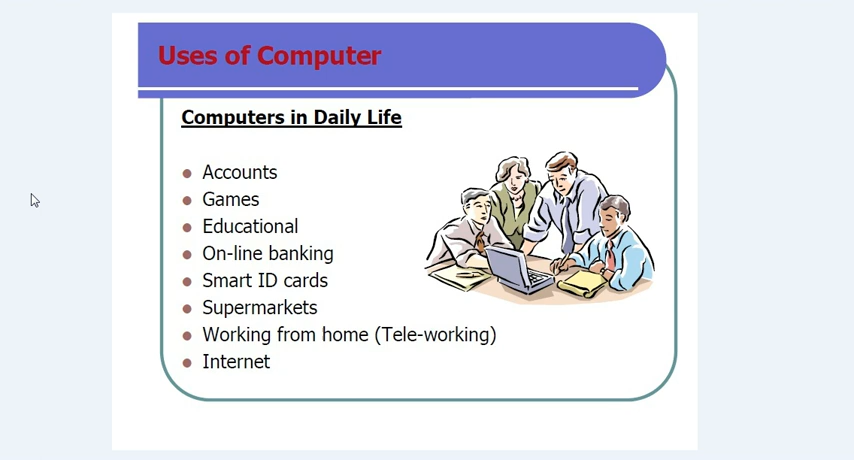 Uses of Computer
Computers in Daily Life
Accounts
Games
Educational
On-line banking
Smart ID cards
Supermarkets
Working from home (Tele-working)
Internet